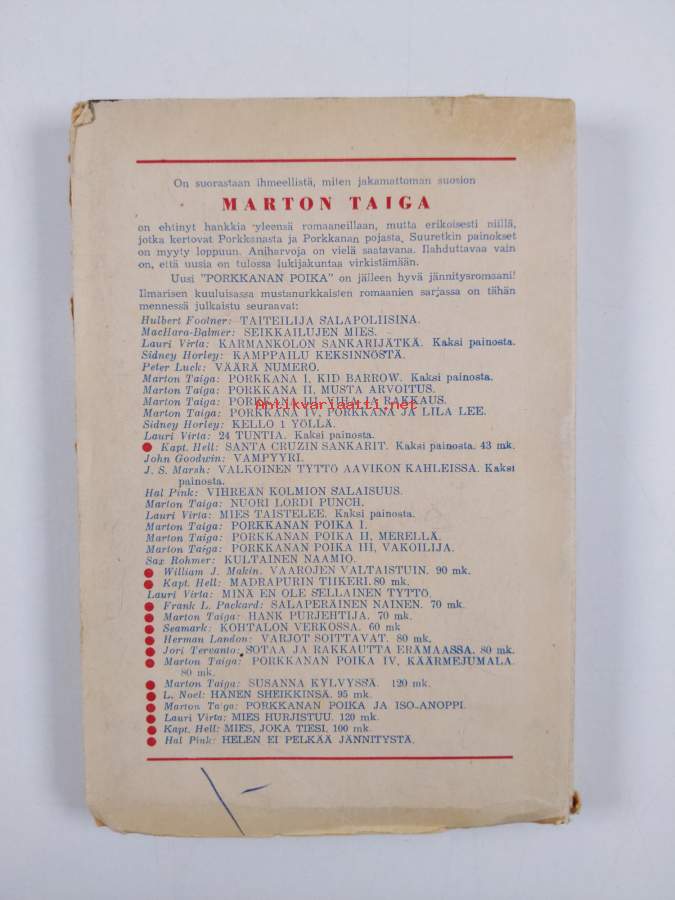 On suorastaan ihmeellistä, miten jakamattoman suosion
MARTON TAIGA
on ehtinyt hankkia yleensä romaaneillaan, mutta erikoisesti niillä,
jotka kertovat Porkkanasta ja Porkkanan pojasta. Suuretkin painokset
on myyty loppuun. Aniharvoja on vielä saatavana. Ilahduttavaa vain
on, että uusia on tulossa lukijakuntaa virkistämään.
Uusi "PORKKANAN POIKA" on jälleen hyvä jännitysromaani!
Ilmarisen kuuluisassa mustanurkkaisten romaanien sarjassa on tähän
mennessä julkaistu seuraavat:
Hulbert Footner: TAITEILIJA SALAPOLIISINA.
MacHara-Balmer: SEIKKAILUJEN MIES.
Lauri Virta: KARMANKOLON SANKARIJÄTKÄ. Kaksi painosta.
Sidney Horley: KAMPPAILU KEKSINNÖSTÄ.
Peter Luck: VÄÄRÄ NUMERO.
Marton Taiga: PORKKANA I, KID BARROW. Kaksi painosta.
Marton Taiga: PORKKANA II, MUSTA ARVOITUS.
Marton Taiga: PORKKANA III, VIHA JA RAKKAUS.
Marton Taiga: PORKKANA IV, PORKKANA JA LILA LEE.
antikvariaatti.net
Sidney Horley: KELLO 1 YÖLLÄ.
Lauri Virta: 24 TUNTIA. Kaksi painosta.
Kapt. Hell: SANTA CRUZIN SANKARIT. Kaksi painosta. 43 mk.
John Goodwin: VAMPYYRI.
J. S. Marsh: VALKOINEN TYTTÖ AAVIKON KAHLEISSA. Kaksi
painosta.
Hal Pink: VIHREÄN KOLMION SALAISUUS.
Marton Taiga: NUORI LORDI PUNCH.
Lauri Virta: MIES TAISTELEE. Kaksi painosta.
Marton Taiga: PORKKANAN POIKA I.
Marton Taiga: PORKKANAN POIKA II, MERELLÄ.
Marton Taiga: PORKKANAN POIKA III, VAKOILIJA.
Sax Rohmer: KULTAINEN NAAMIO.
William J. Makin: VAAROJEN VALTAISTUIN. 90 mk.
Kapt. Hell: MADRAPURIN TIIKERI. 80 mk.
Lauri Virta: MINÄ EN OLE SELLAINEN TYTTÖ.
Frank L. Packard: SALAPERÄINEN NAINEN. 70 mk.
Marton Taiga: HANK PURJEHTIJA. 70 mk.
Seamark: KOHTALON VERKOSSA. 60 mk
Herman Landon: VARJOT SOITTAVAT. 80 mk.
Jori Tervanto: SOTAA JA RAKKAUTTA ERÄMAASSA. 80 mk.
Marton Taiga: PORKKANAN POIKA IV, KÄÄRMEJUMALA.
80 mk.
Marton Taiga: SUSANNA KYLVYSSÄ. 120 mk.
L. Noel: HÄNEN SHEIKKINSÄ. 95 mk.
Marton Taiga: PORKKANAN POIKA JA ISO-ANOPPI.
Lauri Virta: MIES HURJISTUU. 120 mk.
Kapt. Hell: MIES, JOKA TIESI. 100 mk.
Hal Pink: HELEN EI PELKÄÄ JÄNNITYSTÄ.